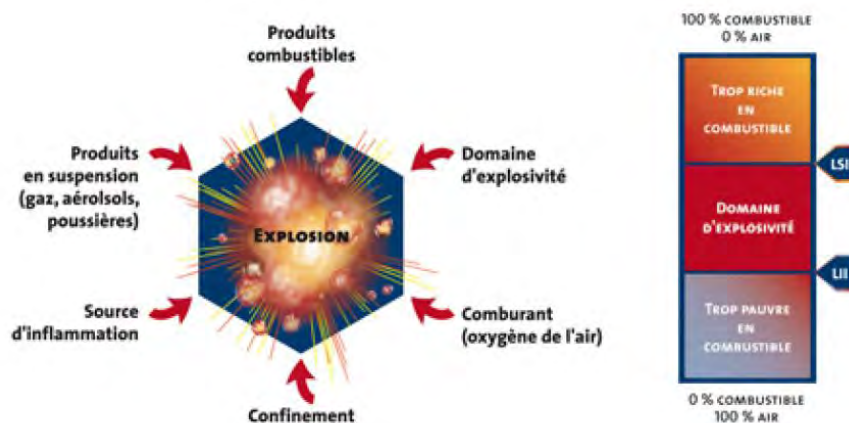 Produits
combustibles
Produits
en suspension
(gaz, aérolsols,
poussières)
Domaine
d'explosivité
EXPLOSION
Source
d'inflammation
Comburant
(oxygène de l'air)
Confinement
100 % COMBUSTIBLE
0 % AIR
TROP RICHE
EN
COMBUSTIBLE
LSI
DOMAINE
D'EXPLOSIVITÉ
LII
TROP PAUVRE
EN
COMBUSTIBLE
0 % COMBUSTIBLE
100 % AIR